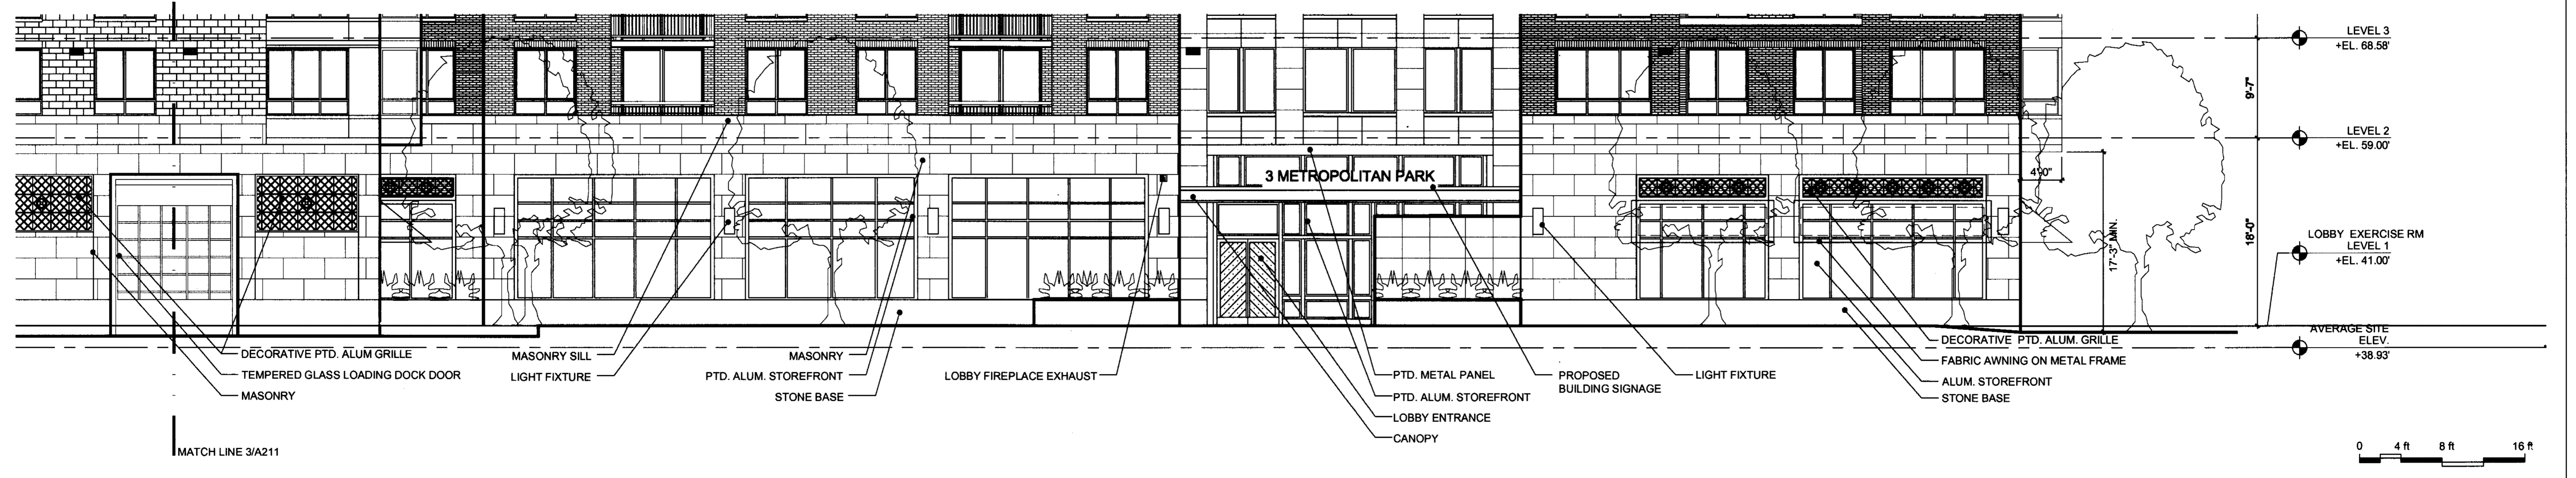 LEVEL 3
+EL. 68.58'
9'-7"
LEVEL 2
+EL. 59.00'
3 METROPOLITAN PARK
4'-0"
17'-3" MIN.
18'-0"
LOBBY EXERCISE RM
LEVEL 1
+EL. 41.00'
AVERAGE SITE
ELEV.
+38.93'
DECORATIVE PTD. ALUM GRILLE
TEMPERED GLASS LOADING DOCK DOOR
MASONRY
MASONRY SILL
LIGHT FIXTURE
MASONRY
PTD. ALUM. STOREFRONT
STONE BASE
LOBBY FIREPLACE EXHAUST
PTD. METAL PANEL
PTD. ALUM. STOREFRONT
LOBBY ENTRANCE
CANOPY
PROPOSED
BUILDING SIGNAGE
LIGHT FIXTURE
DECORATIVE PTD. ALUM. GRILLE
FABRIC AWNING ON METAL FRAME
ALUM. STOREFRONT
STONE BASE
MATCH LINE 3/A211
0 4 ft 8 ft 16 ft